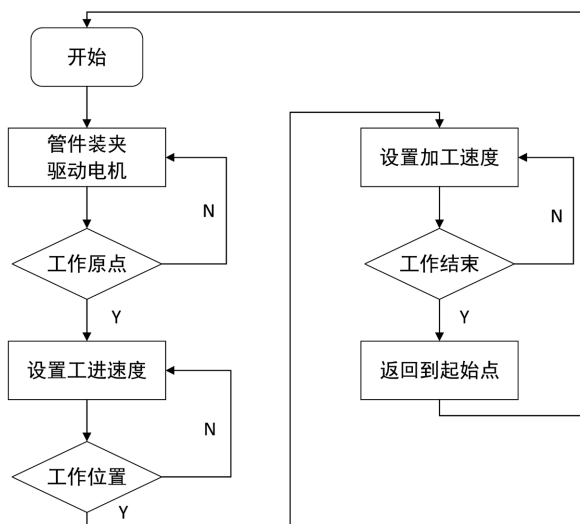 开始
管件装夹
驱动电机
N
工作原点
Y
设置工进速度
N
工作位置
Y
设置加工速度
N
工作结束
Y
返回到起始点